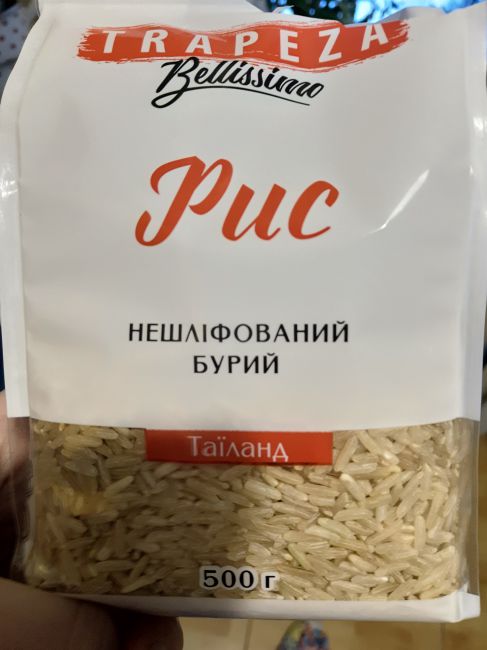 TRAPEZA
Bellissimo
Рис
НЕШЛІФОВАНИЙ
БУРИЙ
Таїланд
500 г